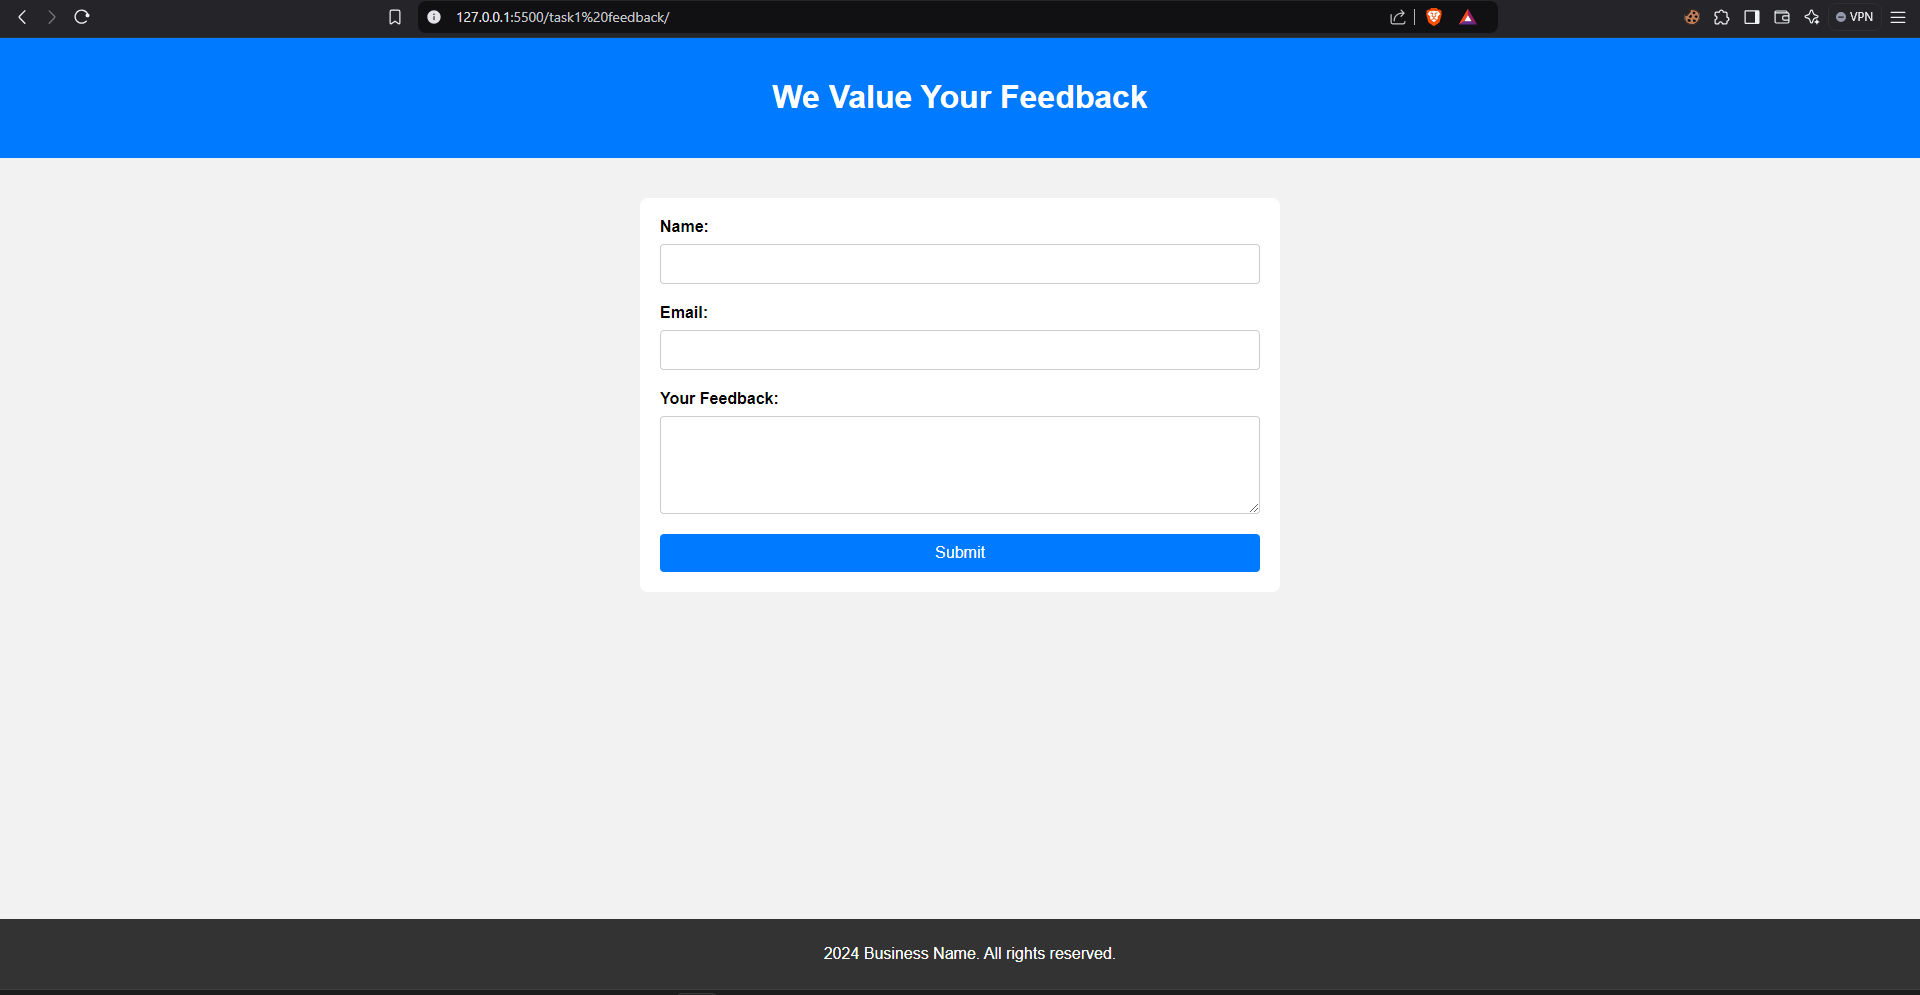 127.0.0.1:5500/task1%20feedback/
VPN
We Value Your Feedback
Name:
Email:
Your Feedback:
Submit
2024 Business Name. All rights reserved.